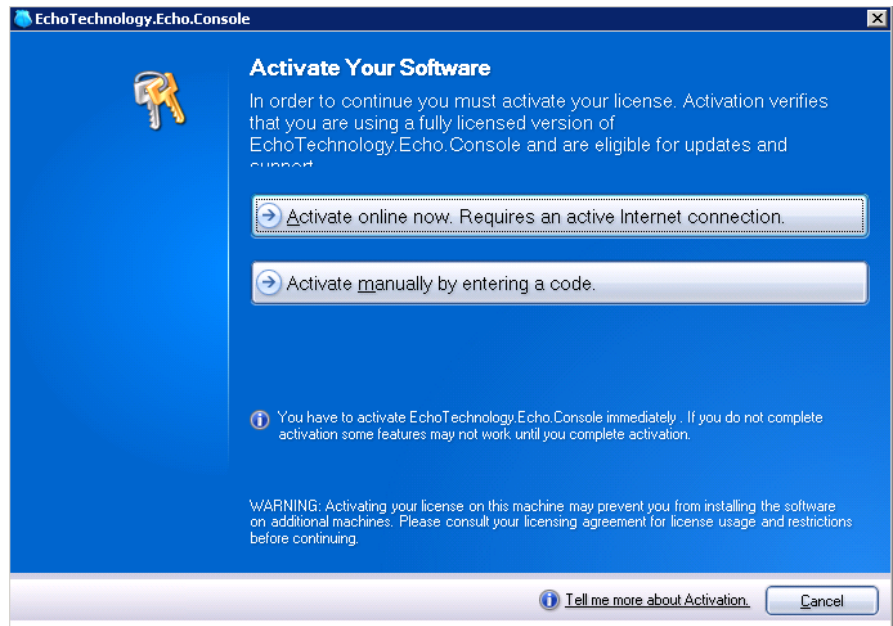 EchoTechnology.Echo.Console
Activate Your Software
In order to continue you must activate your license. Activation verifies
that you are using a fully licensed version of
EchoTechnology.Echo.Console and are eligible for updates and
support.
Activate online now. Requires an active Internet connection.
Activate manually by entering a code.
You have to activate EchoTechnology.Echo.Console immediately . If you do not complete
activation some features may not work until you complete activation.
WARNING: Activating your license on this machine may prevent you from installing the software
on additional machines. Please consult your licensing agreement for license usage and restrictions
before continuing.
Tell me more about Activation.
Cancel